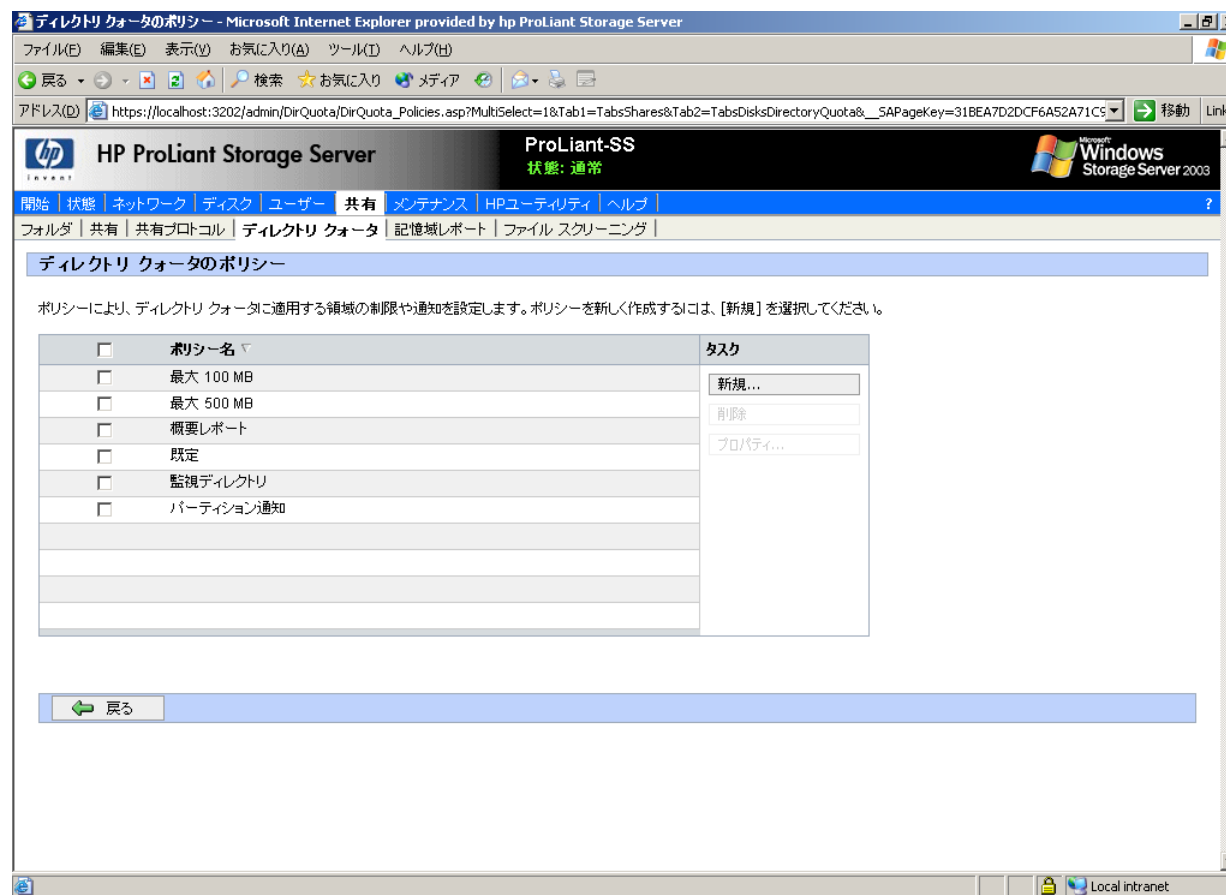 ディレクトリ クォータのポリシー - Microsoft Internet Explorer provided by hp ProLiant Storage Server
ファイル(F) 編集(E) 表示(V) お気に入り(A) ツール(T) ヘルプ(H)
戻る 検索 お気に入り メディア
アドレス(D) https://localhost:3202/admin/DirQuota/DirQuota_Policies.asp?MultiSelect=1&Tab1=TabsShares&Tab2=TabsDisksDirectoryQuota&__SAPageKey=31BEA7D2DCF6A52A71C9 移動 Link
hp invent HP ProLiant Storage Server ProLiant-SS Microsoft Windows Storage Server 2003
状態: 通常
開始 状態 ネットワーク ディスク ユーザー 共有 メンテナンス HPユーティリティ ヘルプ ?
フォルダ 共有 共有プロトコル ディレクトリ クォータ 記憶域レポート ファイル スクリーニング
ディレクトリ クォータのポリシー
ポリシーにより、ディレクトリ クォータに適用する領域の制限や通知を設定します。ポリシーを新しく作成するには、[新規] を選択してください。
ポリシー名 タスク
最大 100 MB
新規...
最大 500 MB
削除
概要レポート
プロパティ...
既定
監視ディレクトリ
パーティション通知
戻る
Local intranet